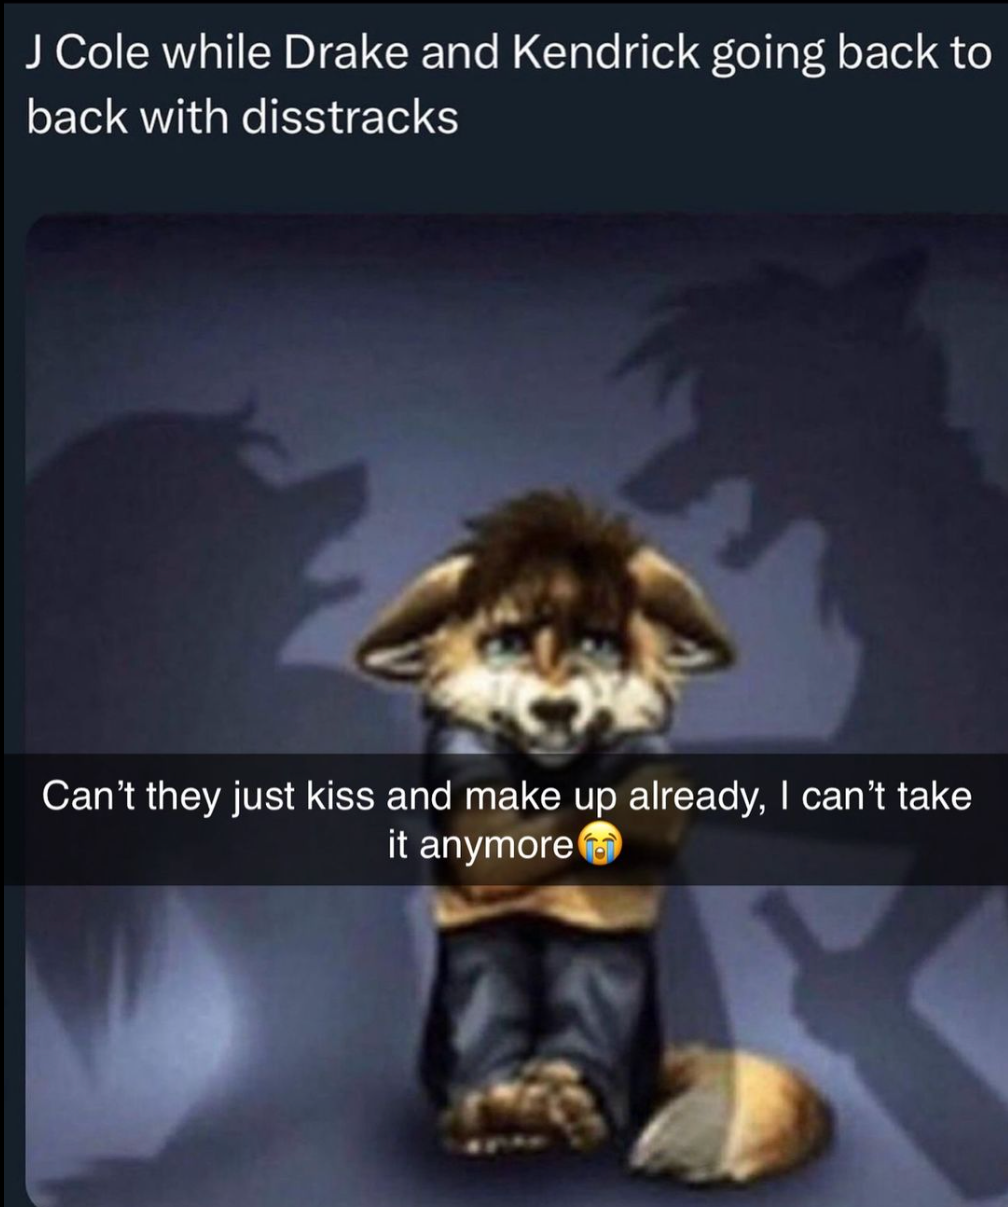 J Cole while Drake and Kendrick going back to
back with disstracks
Can’t they just kiss and make up already, I can’t take
it anymore😭